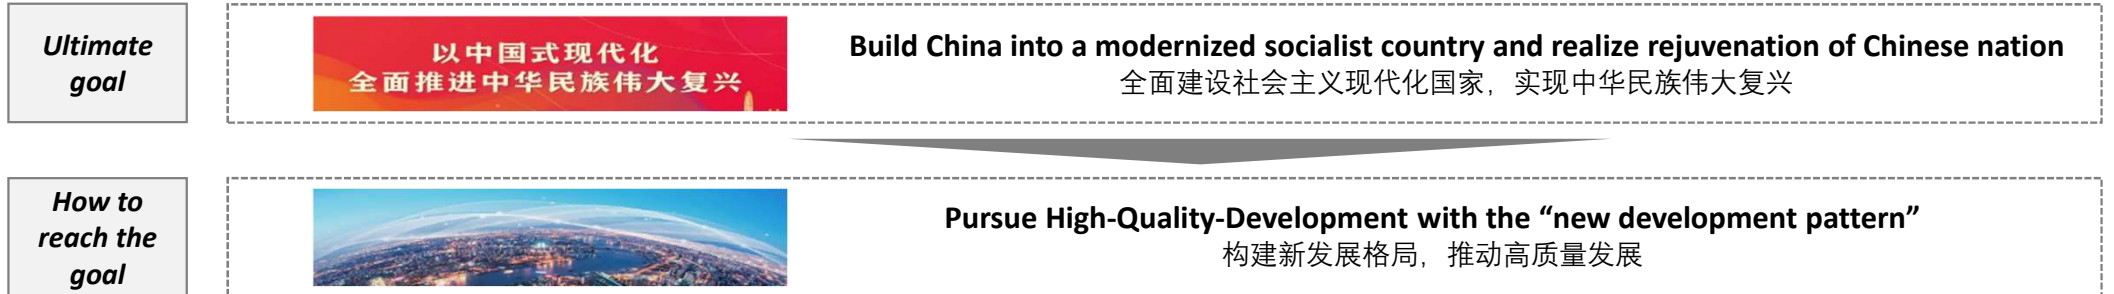 Ultimate
goal
以中国式现代化
全面推进中华民族伟大复兴
Build China into a modernized socialist country and realize rejuvenation of Chinese nation
全面建设社会主义现代化国家，实现中华民族伟大复兴
How to
reach the
goal
Pursue High-Quality-Development with the “new development pattern”
构建新发展格局，推动高质量发展